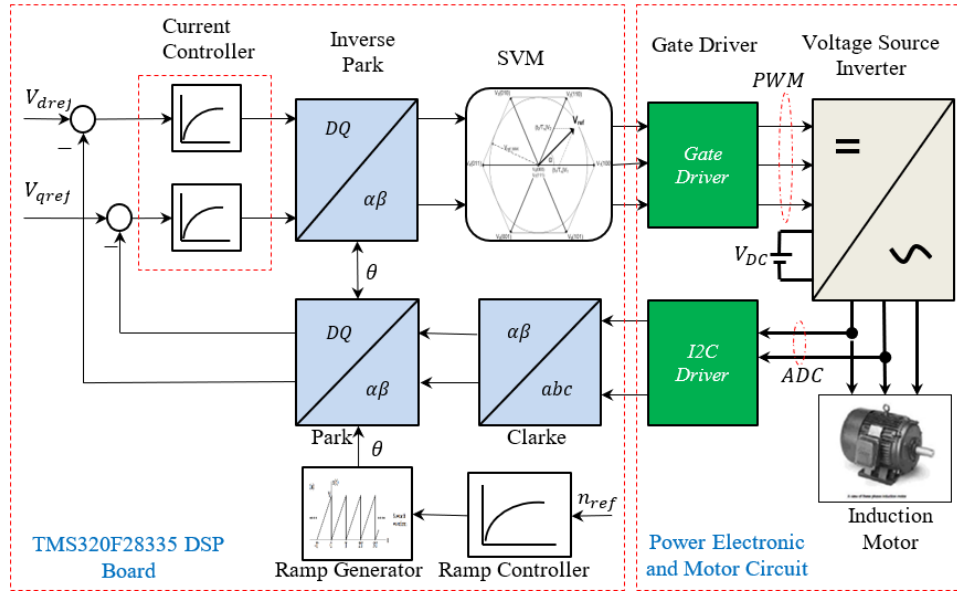 Current
Controller
Inverse
Park
SVM
Gate Driver
Voltage Source
Inverter
V_drej
PWM
DQ
αβ
V_ref
Gate
Driver
=
V_qref
−
−
θ
V_DC
DQ
αβ
αβ
abc
I2C
Driver
ADC
Park
Clarke
θ
n_ref
Induction
Motor
TMS320F28335 DSP
Board
Ramp Generator
Ramp Controller
Power Electronic
and Motor Circuit